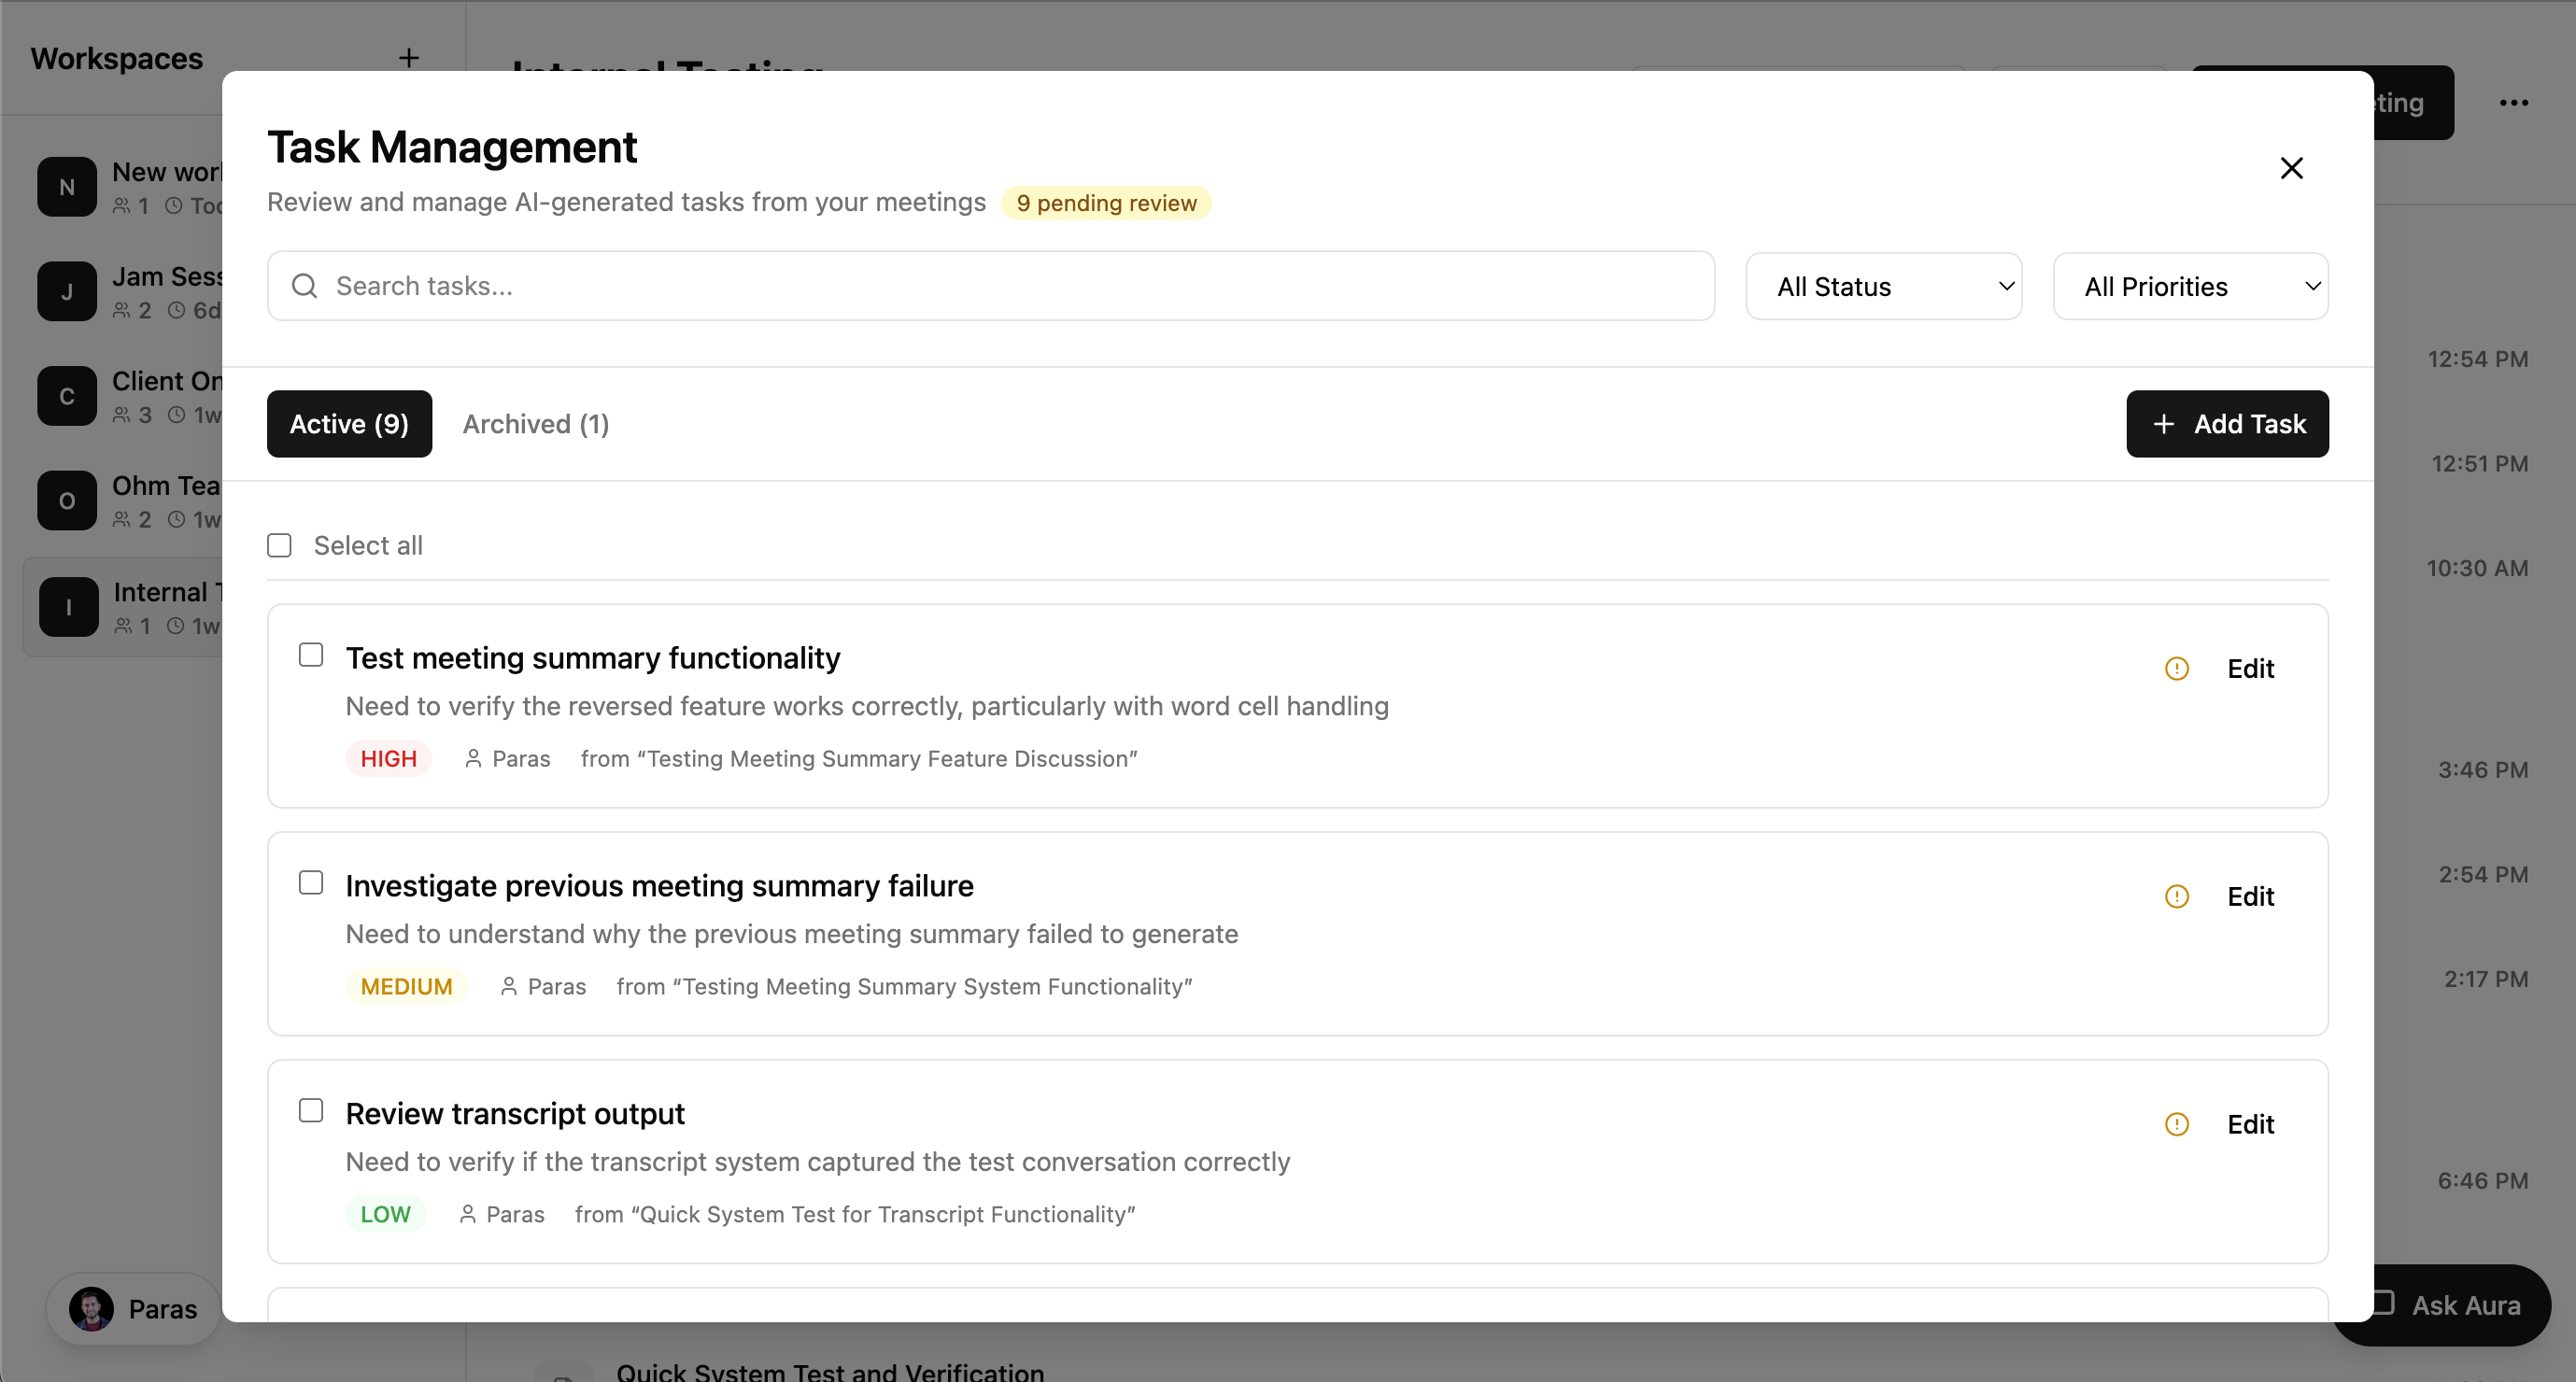 Workspaces
Internal Testing
eting
N
New worl
1 Tod
J
Jam Sess
2 6d
C
Client On
3 1w
O
Ohm Tea
2 1w
I
Internal T
1 1w
Paras
Task Management
Review and manage AI-generated tasks from your meetings 9 pending review
Search tasks...
All Status
All Priorities
Active (9)
Archived (1)
+ Add Task
Select all
Test meeting summary functionality
Need to verify the reversed feature works correctly, particularly with word cell handling
HIGH Paras from “Testing Meeting Summary Feature Discussion”
Edit
Investigate previous meeting summary failure
Need to understand why the previous meeting summary failed to generate
MEDIUM Paras from “Testing Meeting Summary System Functionality”
Edit
Review transcript output
Need to verify if the transcript system captured the test conversation correctly
LOW Paras from “Quick System Test for Transcript Functionality”
Edit
12:54 PM
12:51 PM
10:30 AM
3:46 PM
2:54 PM
2:17 PM
6:46 PM
Ask Aura
Quick System Test and Verification